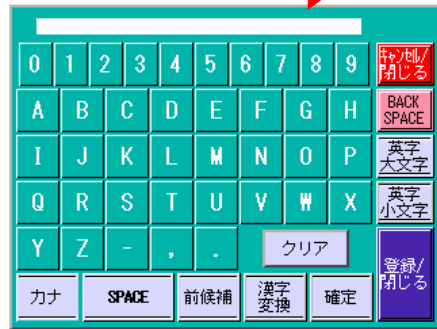 0 1 2 3 4 5 6 7 8 9 キャンセル/
閉じる
A B C D E F G H BACK
SPACE
I J K L M N O P 英字
大文字
Q R S T U V W X 英字
小文字
Y Z - , . クリア 登録/
閉じる
カナ SPACE 前候補 漢字
変換 確定